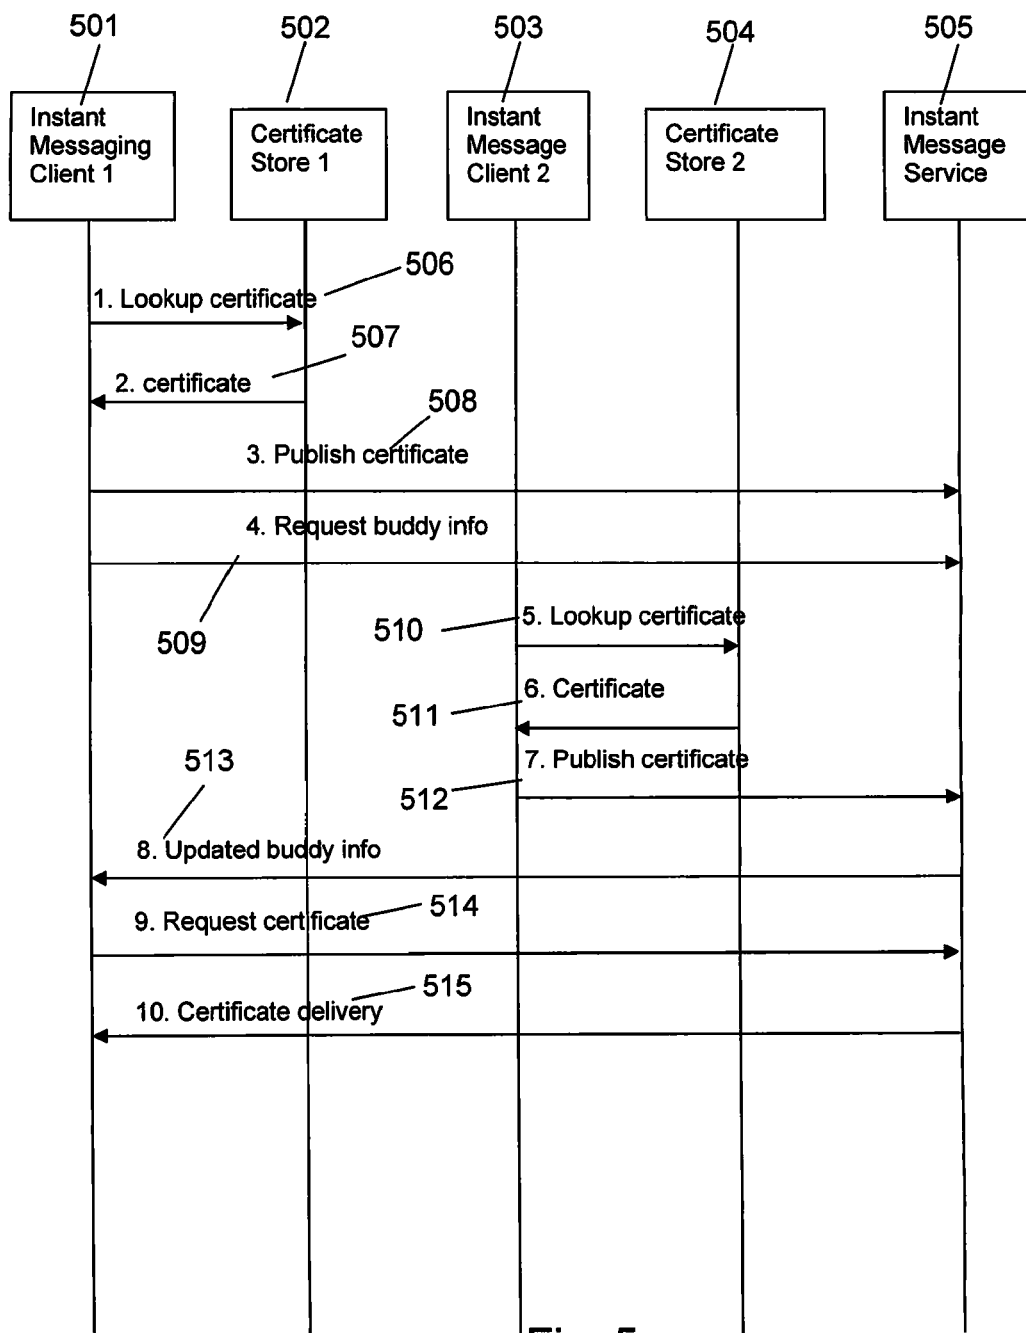 501
502
503
504
505
Instant
Messaging
Client 1
Certificate
Store 1
Instant
Message
Client 2
Certificate
Store 2
Instant
Message
Service
506
1. Lookup certificate
507
2. certificate
508
3. Publish certificate
4. Request buddy info
509
510
5. Lookup certificate
6. Certificate
511
513
7. Publish certificate
512
8. Updated buddy info
514
9. Request certificate
515
10. Certificate delivery